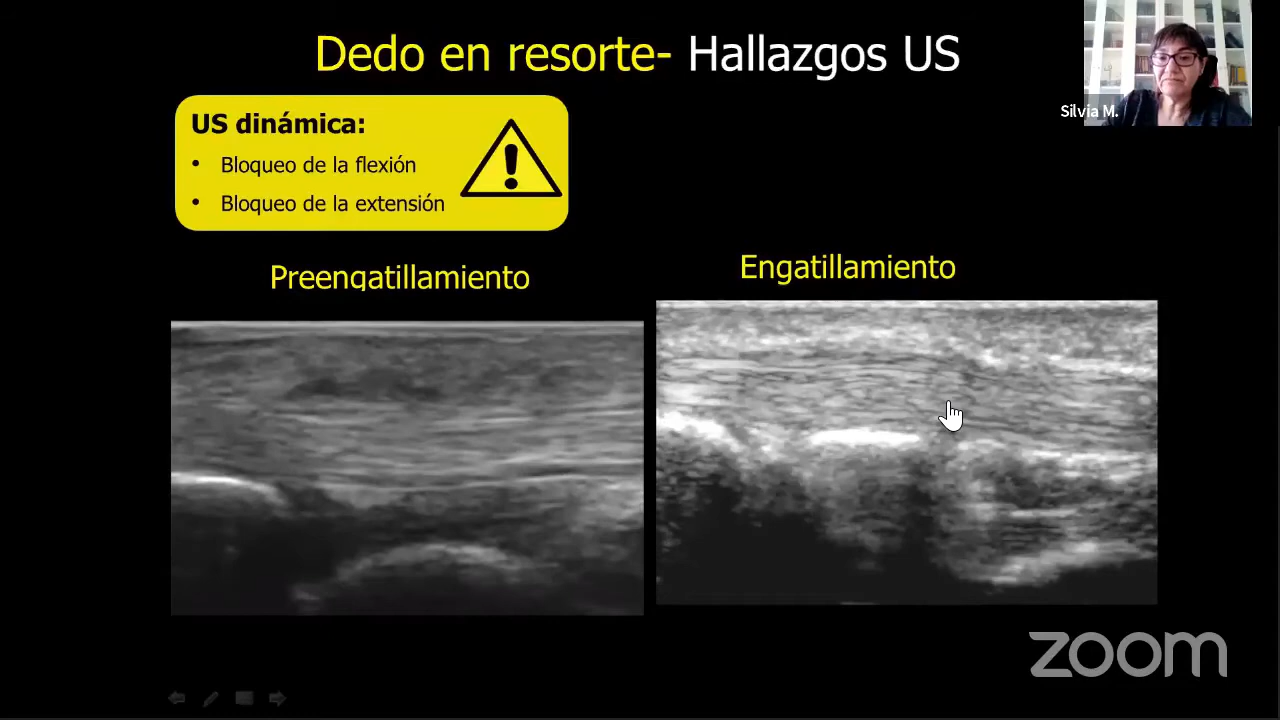 Dedo en resorte- Hallazgos US
Silvia M.
US dinámica:
• Bloqueo de la flexión
• Bloqueo de la extensión
Preengatillamiento
Engatillamiento
zoom